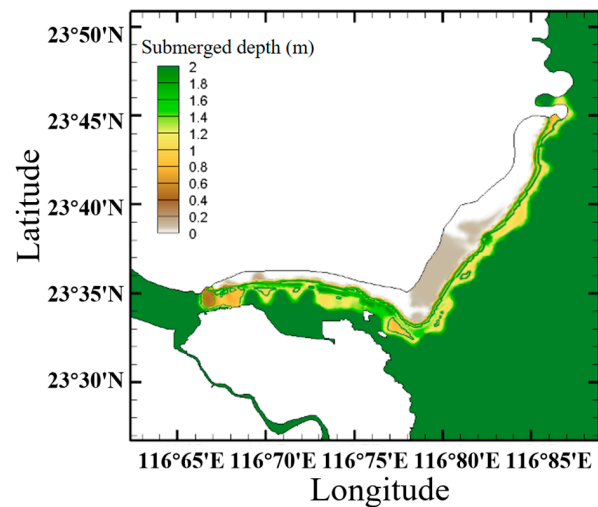 23°50'N
Submerged depth (m)
2
1.8
1.6
1.4
1.2
1
0.8
0.6
0.4
0.2
0
23°45'N
23°40'N
23°35'N
23°30'N
Latitude
116°65'E 116°70'E 116°75'E 116°80'E 116°85'E
Longitude